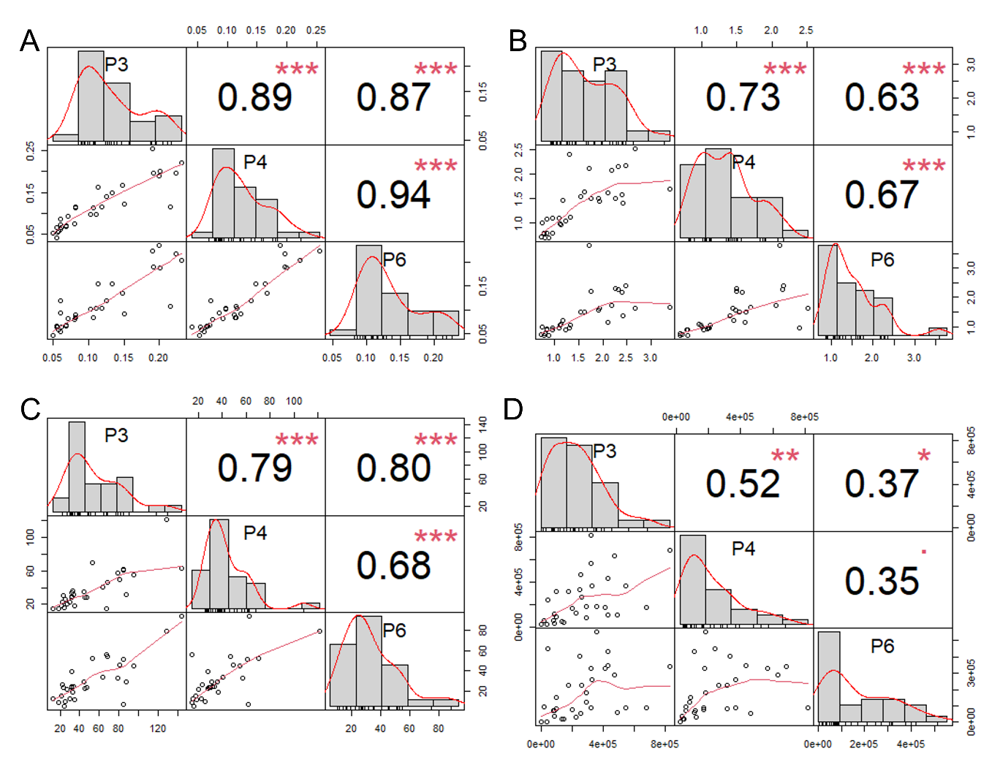 A
0.05 0.10 0.15 0.20 0.25
P3
***
0.89
***
0.87
0.05 0.15
0.05 0.15 0.25
P4
***
0.94
P6
0.05 0.15
0.05 0.10 0.15 0.20
0.05 0.10 0.15 0.20
B
1.0 1.5 2.0 2.5
P3
***
0.73
***
0.63
1.0 2.0 3.0
1.0 1.5 2.0 2.5
P4
***
0.67
P6
1.0 2.0 3.0
1.0 1.5 2.0 2.5 3.0
1.0 2.0 3.0
C
20 40 60 80 100
P3
***
0.79
***
0.80
20 60 100 140
20 60 100
P4
***
0.68
P6
20 40 60 80
20 40 60 80 120
20 40 60 80
D
0e+00 4e+05 8e+05
P3
**
0.52
*
0.37
0e+00 4e+05 8e+05
0e+00 4e+05 8e+05
P4
.
0.35
P6
0e+00 3e+05
0e+00 4e+05 8e+05
0e+00 2e+05 4e+05